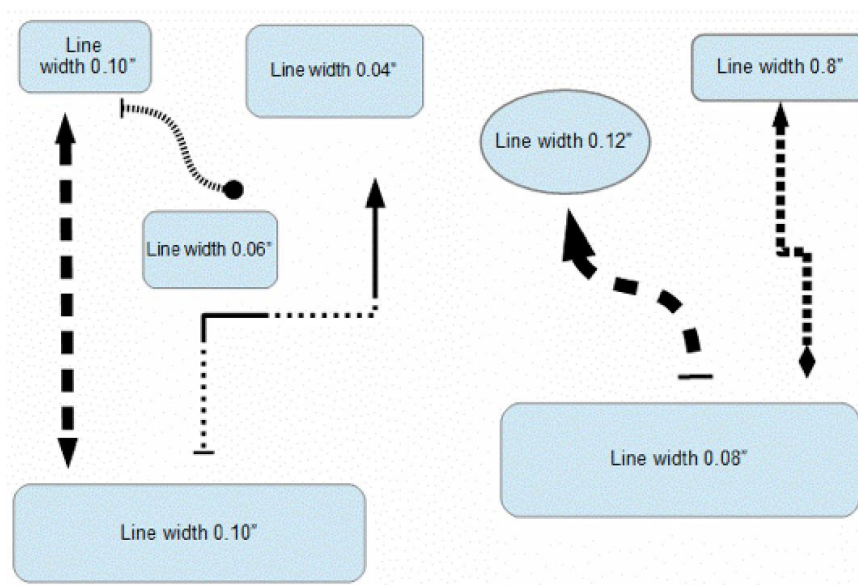 Line
width 0.10”
Line width 0.04”
Line width 0.8”
Line width 0.12”
Line width 0.06”
Line width 0.08”
Line width 0.10”